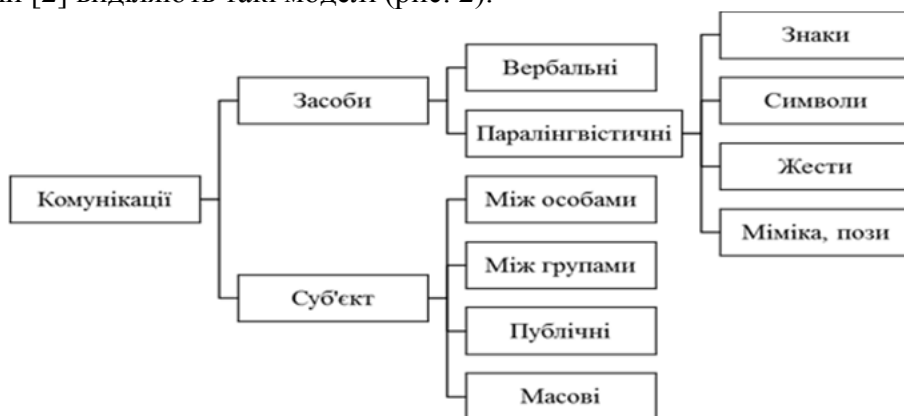 [2] виділяють такі моделі (рис. 2).
Комунікації
Засоби
Вербальні
Паралінгвістичні
Знаки
Символи
Жести
Міміка, пози
Суб'єкт
Між особами
Між групами
Публічні
Масові